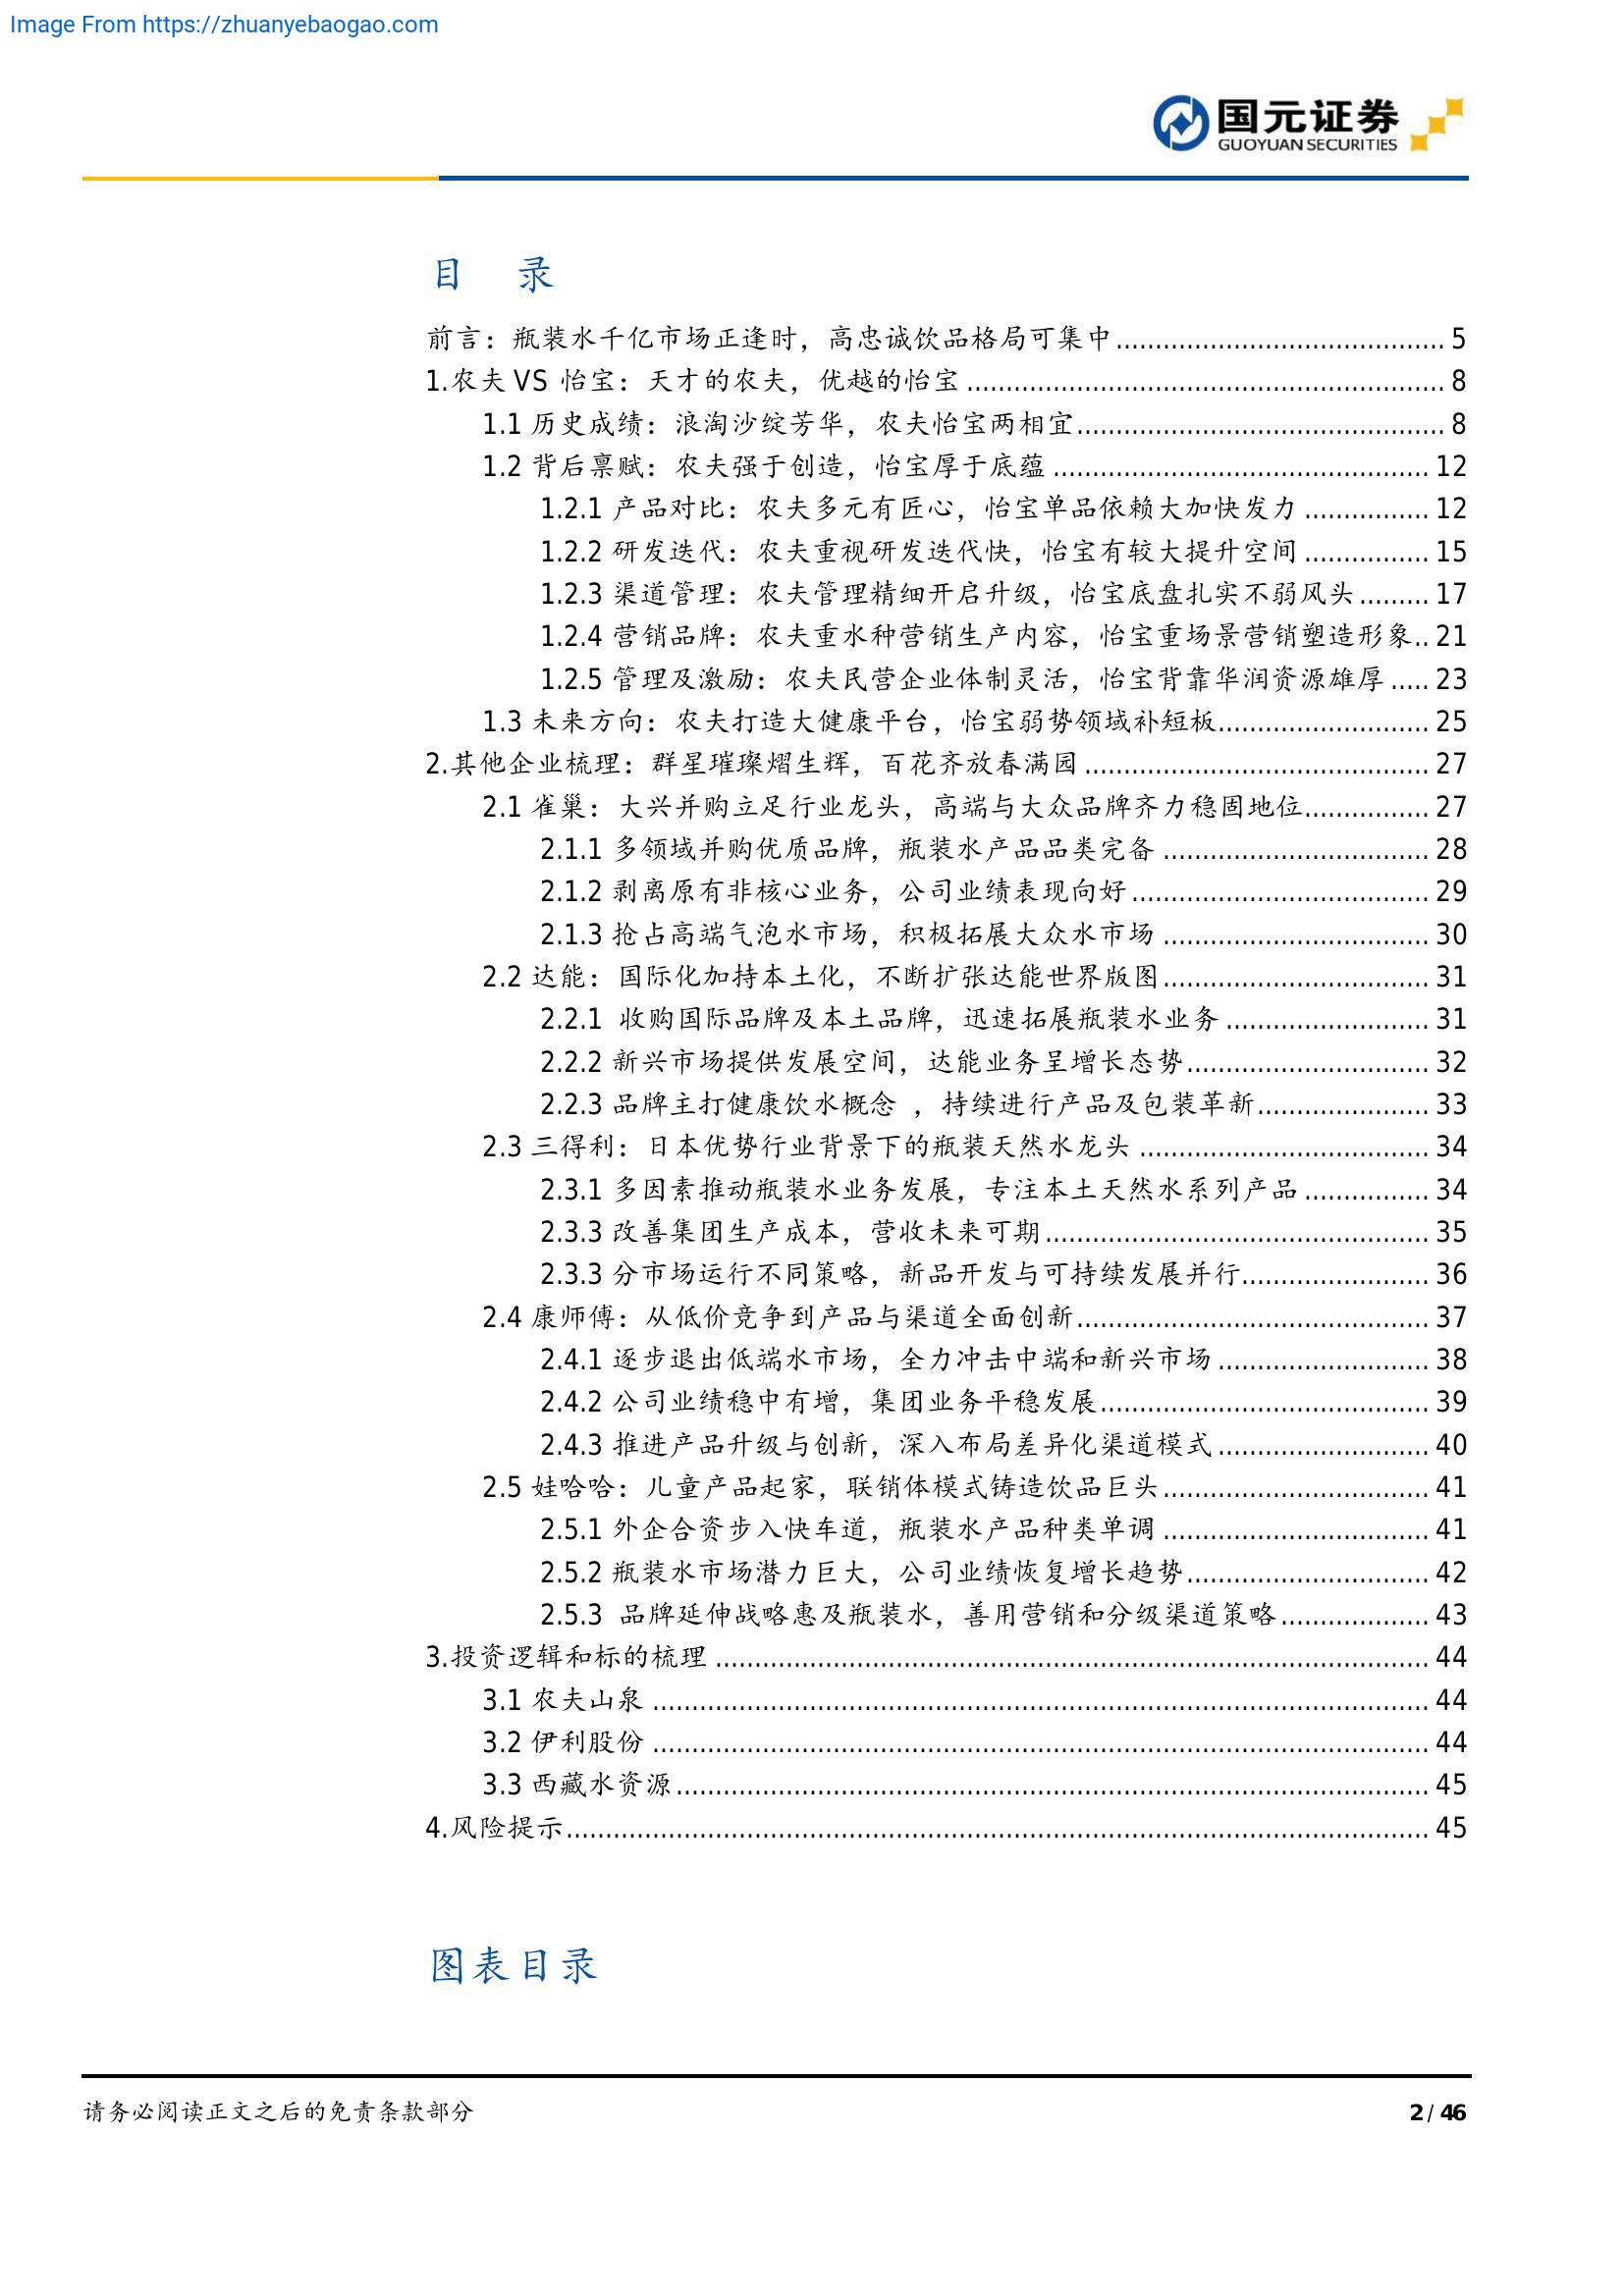 Image From https://zhuanyebaogao.com
国元证券
GUOYUAN SECURITIES
目 录
前言：瓶装水千亿市场正逢时，高忠诚饮品格局可集中.......................................... 5
1.农夫 VS 怡宝：天才的农夫，优越的怡宝 ............................................................. 8
1.1 历史成绩：浪淘沙绽芳华，农夫怡宝两相宜............................................... 8
1.2 背后禀赋：农夫强于创造，怡宝厚于底蕴 ................................................ 12
1.2.1 产品对比：农夫多元有匠心，怡宝单品依赖大加快发力 ................ 12
1.2.2 研发迭代：农夫重视研发迭代快，怡宝有较大提升空间 ................ 15
1.2.3 渠道管理：农夫管理精细开启升级，怡宝底盘扎实不弱风头......... 17
1.2.4 营销品牌：农夫重水种营销生产内容，怡宝重场景营销塑造形象.. 21
1.2.5 管理及激励：农夫民营企业体制灵活，怡宝背靠华润资源雄厚 ..... 23
1.3 未来方向：农夫打造大健康平台，怡宝弱势领域补短板........................... 25
2.其他企业梳理：群星璀璨熠生辉，百花齐放春满园 ............................................ 27
2.1 雀巢：大兴并购立足行业龙头，高端与大众品牌齐力稳固地位................ 27
2.1.1 多领域并购优质品牌，瓶装水产品品类完备 .................................. 28
2.1.2 剥离原有非核心业务，公司业绩表现向好...................................... 29
2.1.3 抢占高端气泡水市场，积极拓展大众水市场 .................................. 30
2.2 达能：国际化加持本土化，不断扩张达能世界版图.................................. 31
2.2.1 收购国际品牌及本土品牌，迅速拓展瓶装水业务 .......................... 31
2.2.2 新兴市场提供发展空间，达能业务呈增长态势............................... 32
2.2.3 品牌主打健康饮水概念 ，持续进行产品及包装革新...................... 33
2.3 三得利：日本优势行业背景下的瓶装天然水龙头 ..................................... 34
2.3.1 多因素推动瓶装水业务发展，专注本土天然水系列产品 ................ 34
2.3.3 改善集团生产成本，营收未来可期................................................. 35
2.3.3 分市场运行不同策略，新品开发与可持续发展并行........................ 36
2.4 康师傅：从低价竞争到产品与渠道全面创新............................................. 37
2.4.1 逐步退出低端水市场，全力冲击中端和新兴市场 ........................... 38
2.4.2 公司业绩稳中有增，集团业务平稳发展.......................................... 39
2.4.3 推进产品升级与创新，深入布局差异化渠道模式 ........................... 40
2.5 娃哈哈：儿童产品起家，联销体模式铸造饮品巨头.................................. 41
2.5.1 外企合资步入快车道，瓶装水产品种类单调 .................................. 41
2.5.2 瓶装水市场潜力巨大，公司业绩恢复增长趋势............................... 42
2.5.3 品牌延伸战略惠及瓶装水，善用营销和分级渠道策略................... 43
3.投资逻辑和标的梳理 ........................................................................................... 44
3.1 农夫山泉 ................................................................................................... 44
3.2 伊利股份 ................................................................................................... 44
3.3 西藏水资源................................................................................................ 45
4.风险提示.............................................................................................................. 45
图表目录
请务必阅读正文之后的免责条款部分
2 / 46